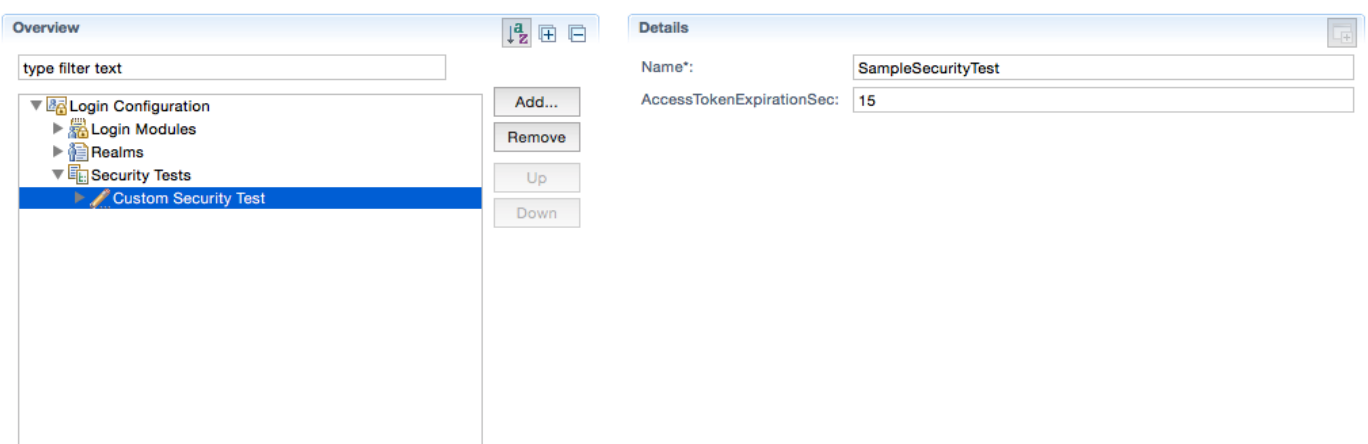 Overview
type filter text
Login Configuration
Login Modules
Realms
Security Tests
Custom Security Test
Add...
Remove
Up
Down
Details
Name*: SampleSecurityTest
AccessTokenExpirationSec: 15